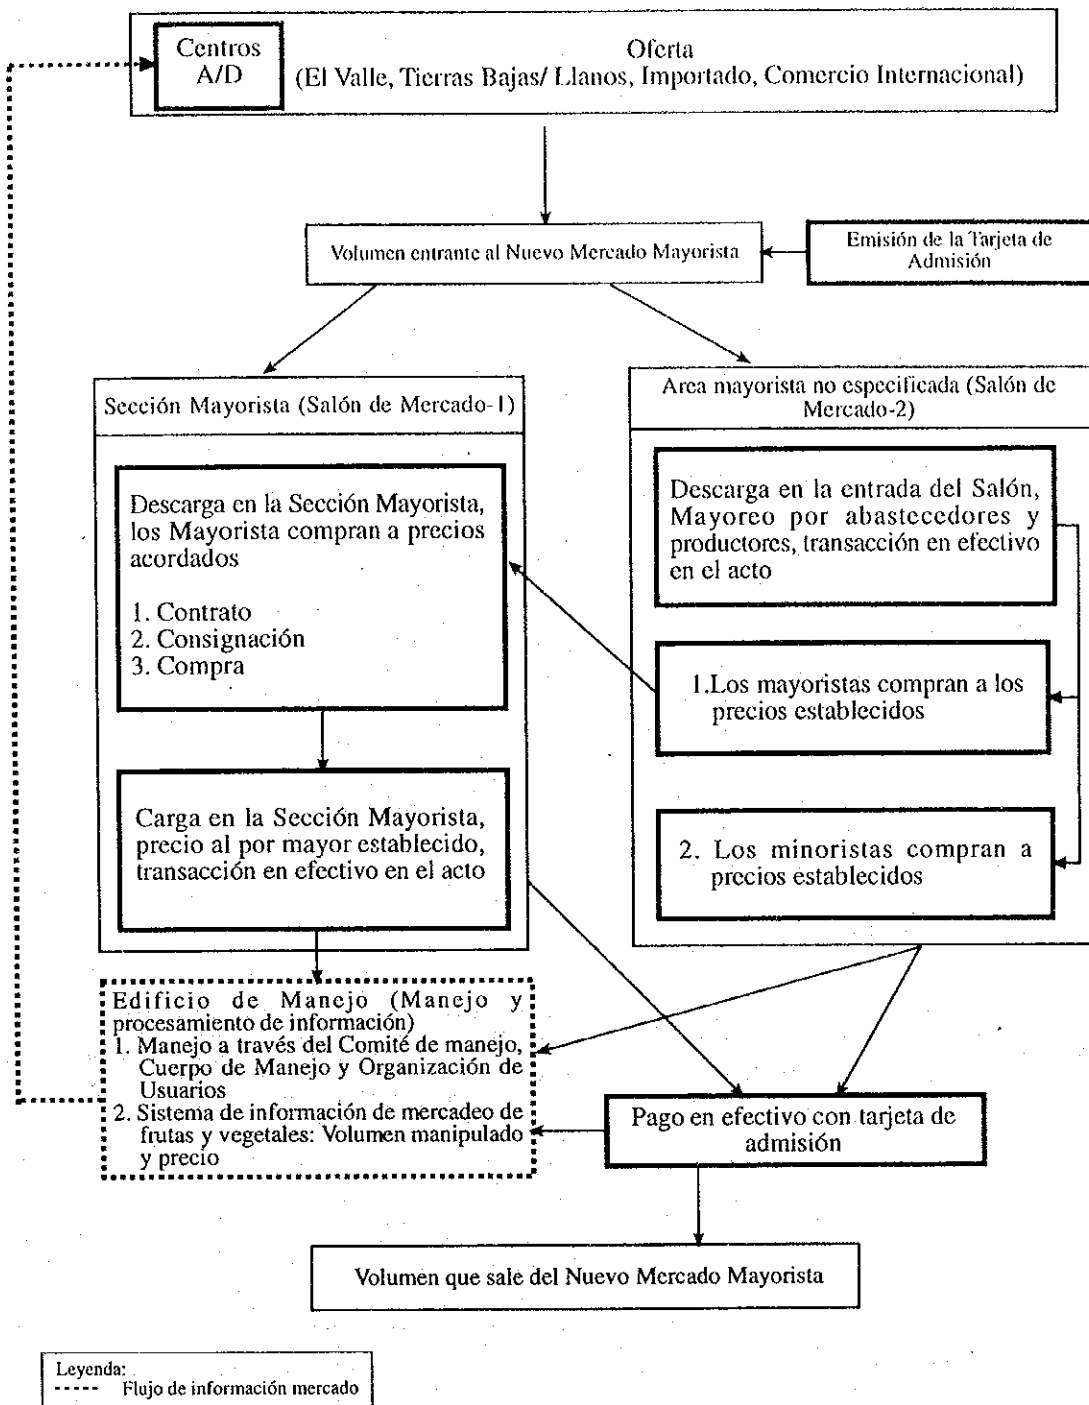 Centros
A/D
Oferta
(El Valle, Tierras Bajas/ Llanos, Importado, Comercio Internacional)
Volumen entrante al Nuevo Mercado Mayorista
Emisión de la Tarjeta de
Admisión
Sección Mayorista (Salón de Mercado-1)
Descarga en la Sección Mayorista,
los Mayorista compran a precios
acordados
1. Contrato
2. Consignación
3. Compra
Carga en la Sección Mayorista,
precio al por mayor establecido,
transacción en efectivo en el acto
Area mayorista no especificada (Salón de
Mercado-2)
Descarga en la entrada del Salón,
Mayoreo por abastecedores y
productores, transacción en efectivo
en el acto
1.Los mayoristas compran a los
precios establecidos
2. Los minoristas compran a
precios establecidos
Edificio de Manejo (Manejo y
procesamiento de información)
1. Manejo a través del Comité de manejo,
Cuerpo de Manejo y Organización de
Usuarios
2. Sistema de información de mercadeo de
frutas y vegetales: Volumen manipulado
y precio
Pago en efectivo con tarjeta de
admisión
Volumen que sale del Nuevo Mercado Mayorista
Leyenda:
Flujo de información mercado